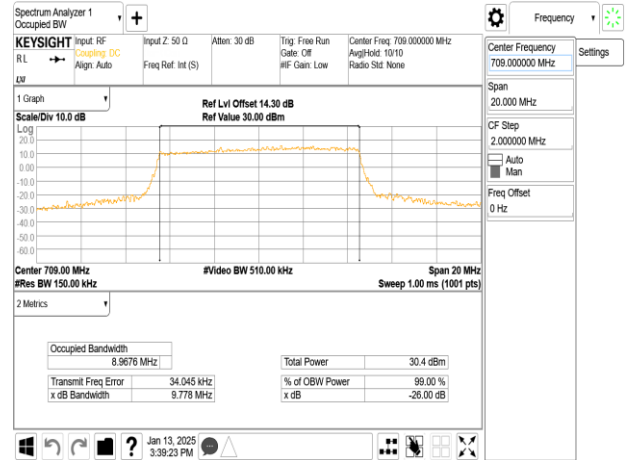 Spectrum Analyzer 1
Occupied BW
Frequency
KEYSIGHT
Input: RF
Coupling: DC
Align: Auto
Input Z: 50 Ω
Freq Ref: Int (S)
Atten: 30 dB
Trig: Free Run
Gate: Off
#IF Gain: Low
Center Freq: 709.000000 MHz
Avg|Hold: 10/10
Radio Std: None
R L
LXI
Center Frequency
709.000000 MHz
Settings
Span
20.000 MHz
CF Step
2.000000 MHz
Auto
Man
Freq Offset
0 Hz
1 Graph
Ref Lvl Offset 14.30 dB
Scale/Div 10.0 dB
Ref Value 30.00 dBm
Log
20.0
10.0
0.00
-10.0
-20.0
-30.0
-40.0
-50.0
-60.0
Center 709.00 MHz
#Video BW 510.00 kHz
Span 20 MHz
#Res BW 150.00 kHz
Sweep 1.00 ms (1001 pts)
2 Metrics
Occupied Bandwidth
8.9676 MHz
Total Power
30.4 dBm
Transmit Freq Error
34.045 kHz
% of OBW Power
99.00 %
x dB Bandwidth
9.778 MHz
x dB
-26.00 dB
?
Jan 13, 2025
3:39:23 PM